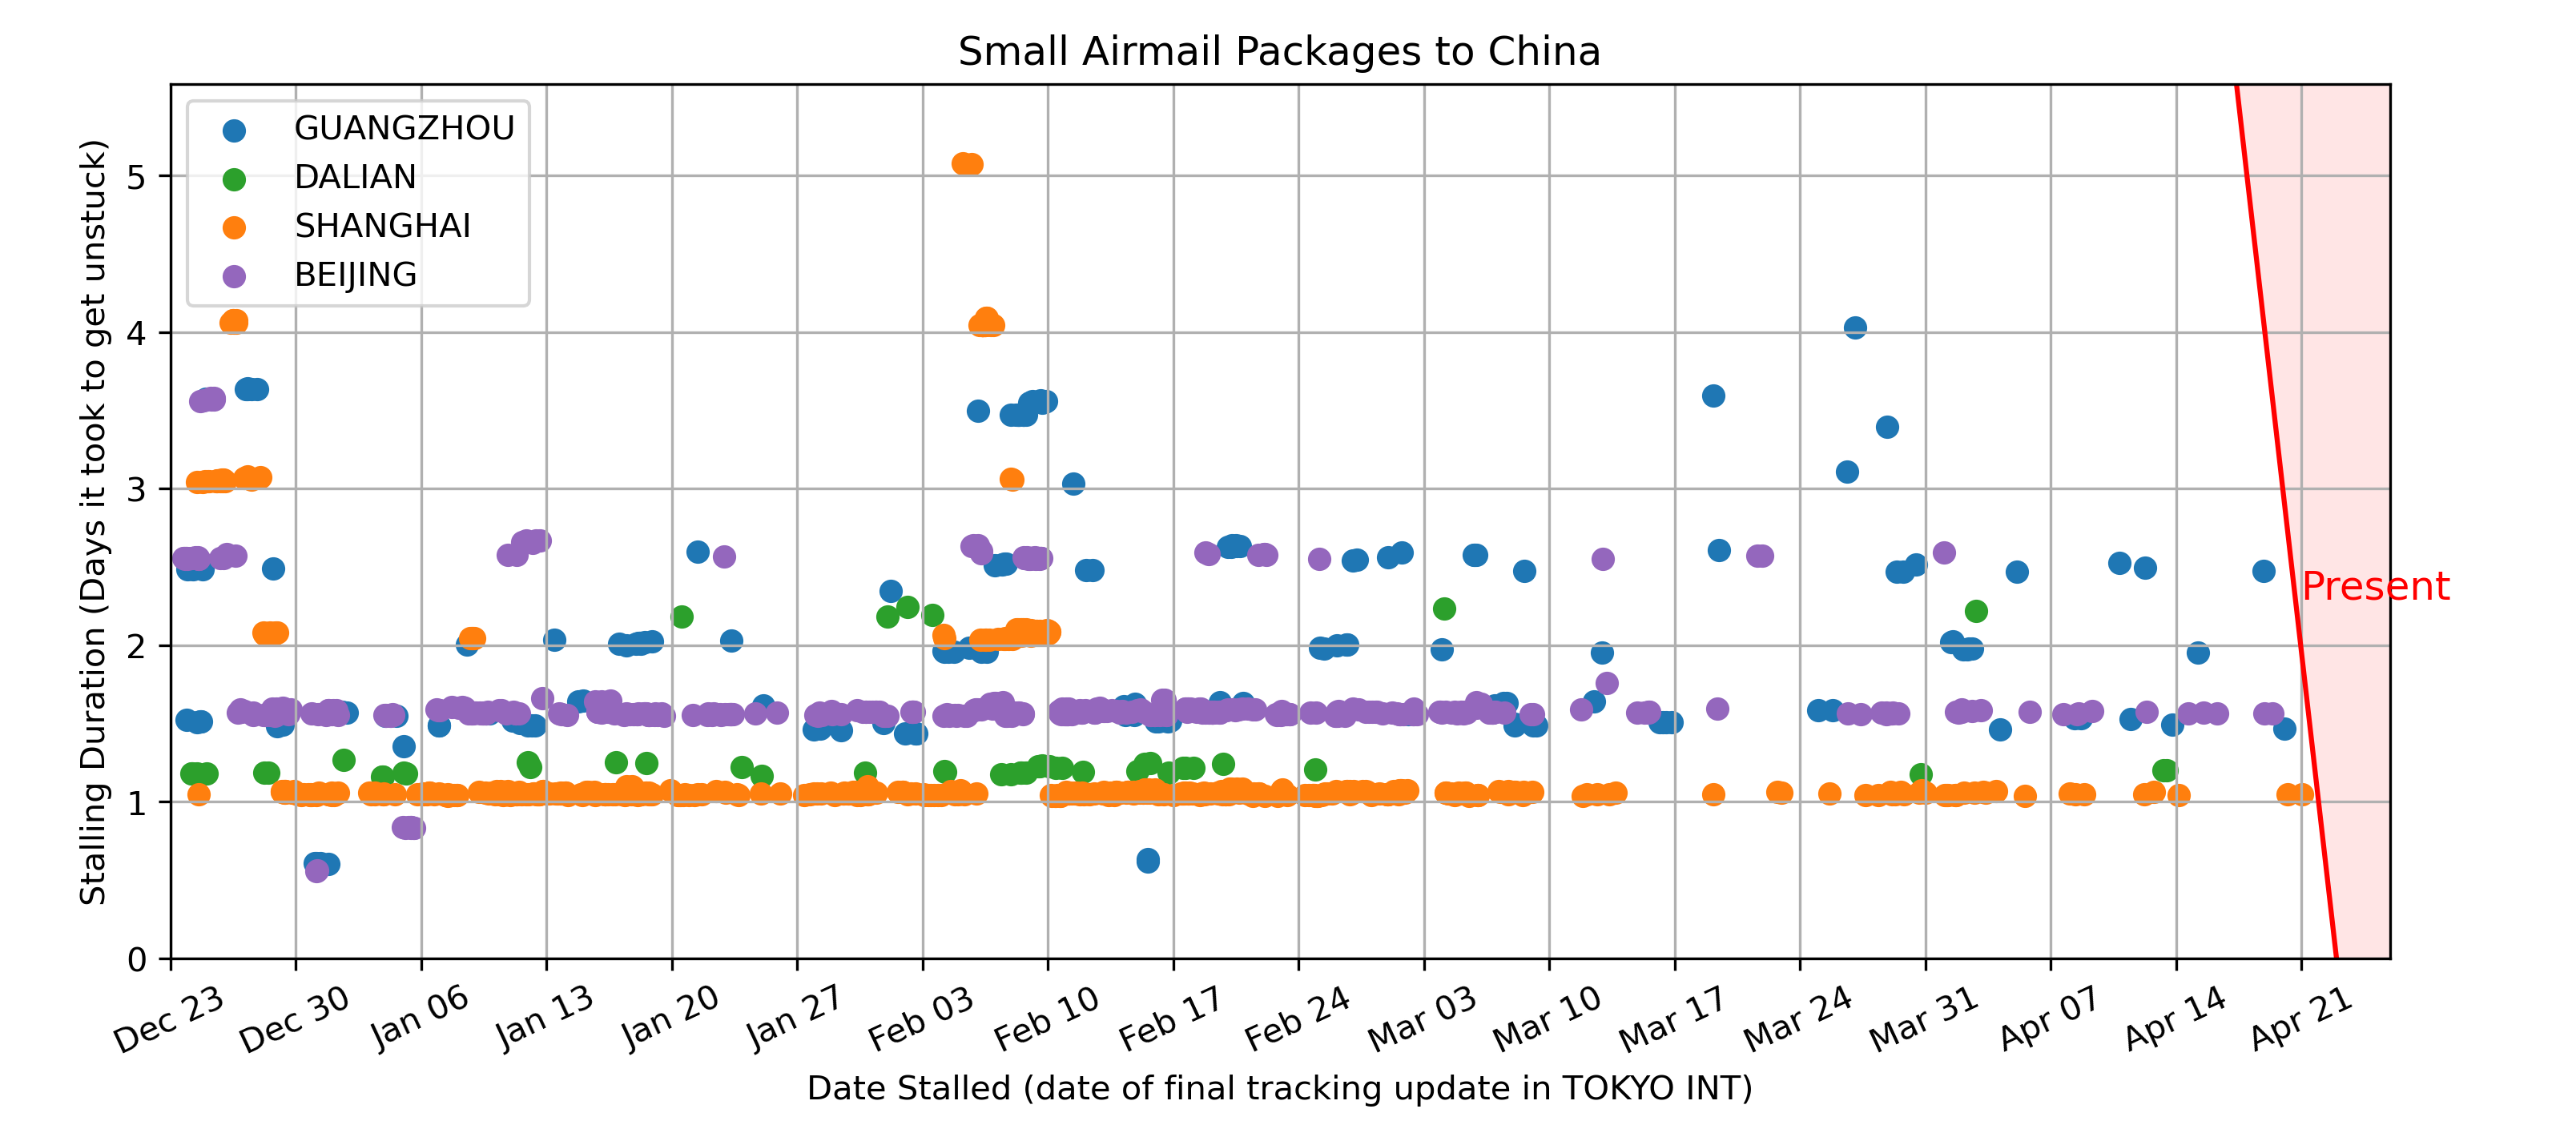 Small Airmail Packages to China
GUANGZHOU
DALIAN
SHANGHAI
BEIJING
Stalling Duration (Days it took to get unstuck)
5
4
3
2
1
0
Present
Dec 23
Dec 30
Jan 06
Jan 13
Jan 20
Jan 27
Feb 03
Feb 10
Feb 17
Feb 24
Mar 03
Mar 10
Mar 17
Mar 24
Mar 31
Apr 07
Apr 14
Apr 21
Date Stalled (date of final tracking update in TOKYO INT)